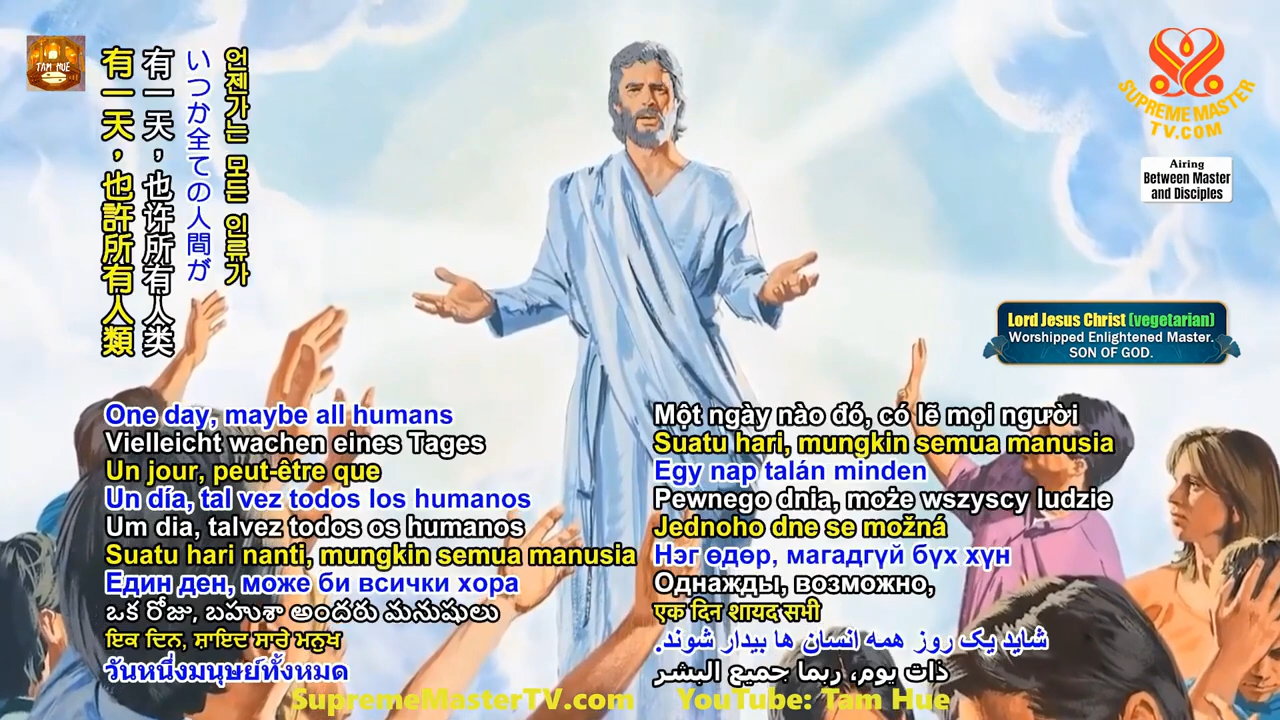 TAM HUE
有一天，也許所有人類
有一天，也许所有人类
いつか全ての人間が
언젠가는 모든 인류가
SUPREME MASTER
TV.COM
Airing
Between Master
and Disciples
Lord Jesus Christ (vegetarian)
Worshipped Enlightened Master.
SON OF GOD.
One day, maybe all humans
Vielleicht wachen eines Tages
Un jour, peut-être que
Un día, tal vez todos los humanos
Um dia, talvez todos os humanos
Suatu hari nanti, mungkin semua manusia
Един ден, може би всички хора
ఒక రోజు, బహుశా అందరు మనుషులు
ਇਕ ਦਿਨ, ਸ਼ਾਇਦ ਸਾਰੇ ਮਨੁਖ
วันหนึ่งมนุษย์ทั้งหมด
Một ngày nào đó, có lẽ mọi người
Suatu hari, mungkin semua manusia
Egy nap talán minden
Pewnego dnia, może wszyscy ludzie
Jednoho dne se možná
Нэг өдөр, магадгүй бүх хүн
Однажды, возможно,
एक दिन शायद सभी
شاید یک روز همه انسان ها بیدار شوند.
ذات يوم، ربما جميع البشر
SupremeMasterTV.com YouTube: Tam Hue